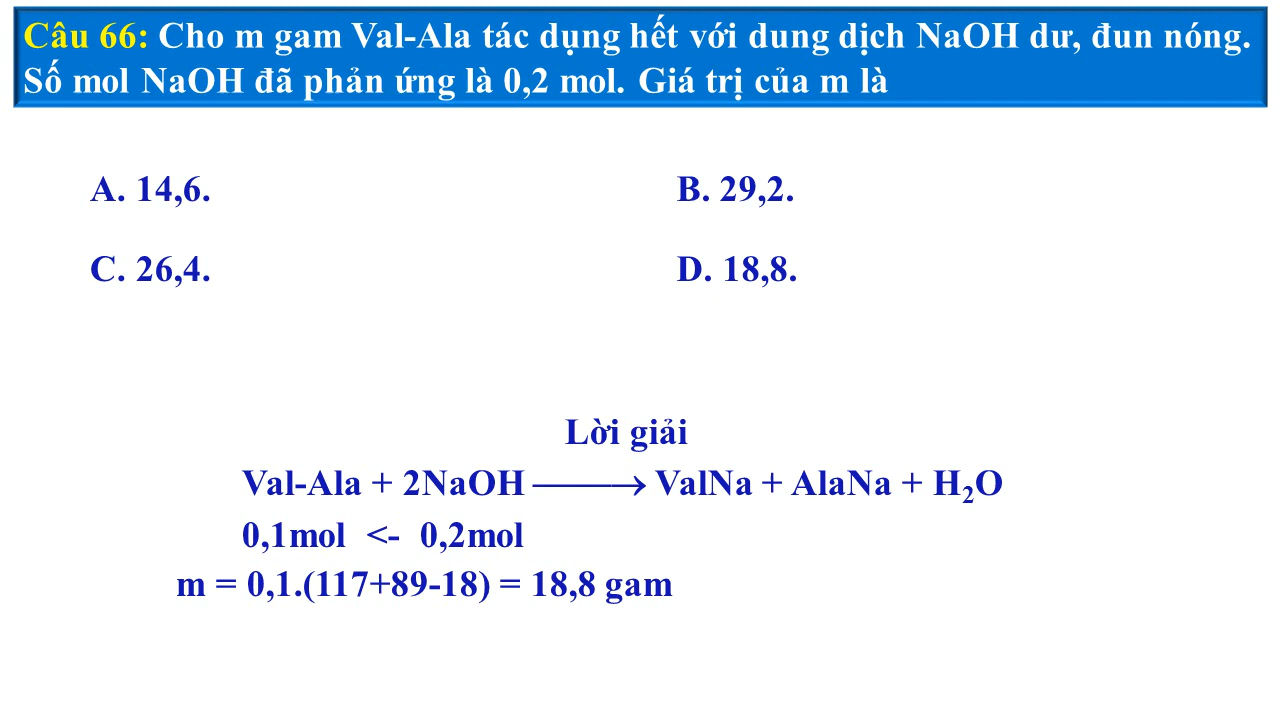 Câu 66: Cho m gam Val-Ala tác dụng hết với dung dịch NaOH dư, đun nóng.
Số mol NaOH đã phản ứng là 0,2 mol. Giá trị của m là
A. 14,6. B. 29,2.
C. 26,4. D. 18,8.
Lời giải
Val-Ala + 2NaOH ⟶ ValNa + AlaNa + H₂O
0,1mol <- 0,2mol
m = 0,1.(117+89-18) = 18,8 gam